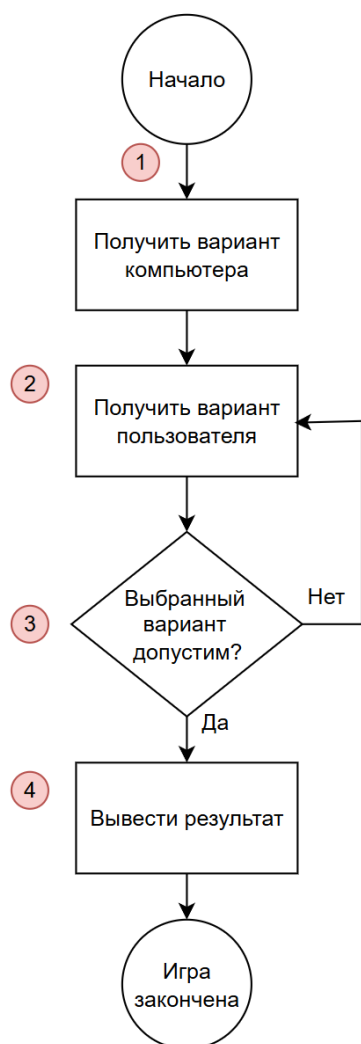 Начало
1
Получить вариант
компьютера
2
Получить вариант
пользователя
3
Выбранный
вариант
допустим?
Нет
Да
4
Вывести результат
Игра
закончена